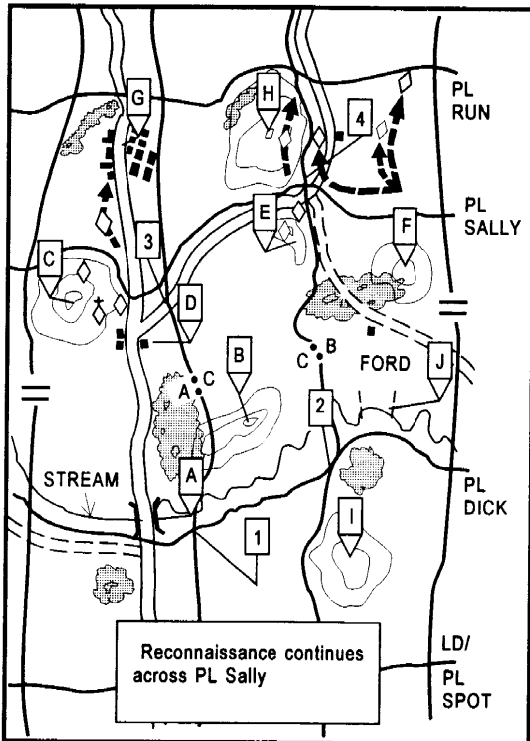 G
H
4
PL
RUN
PL
SALLY
E
F
3
C
D
B
C
A
B
C
FORD
J
2
STREAM
A
1
I
PL
DICK
Reconnaissance continues
across PL Sally
LD/
PL
SPOT